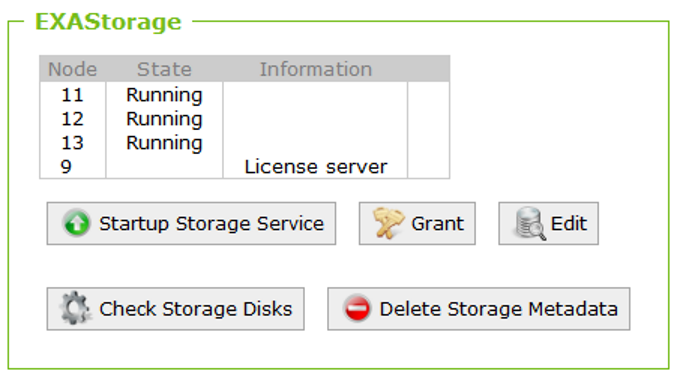 EXAStorage
Node State Information
11 Running
12 Running
13 Running
9 License server
Startup Storage Service Grant Edit
Check Storage Disks Delete Storage Metadata